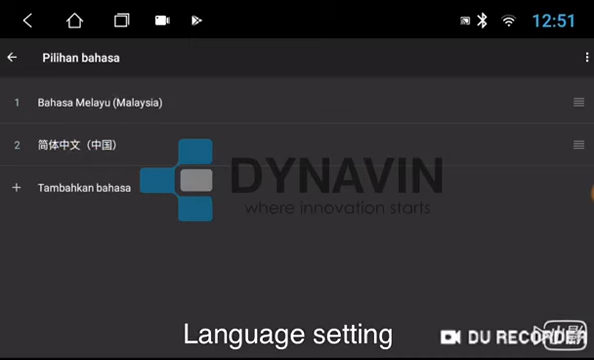 12:51
Pilihan bahasa
1 Bahasa Melayu (Malaysia)
2 简体中文（中国）
+ Tambahkan bahasa
DYNAVIN
where innovation starts
Language setting
DU RECORDER